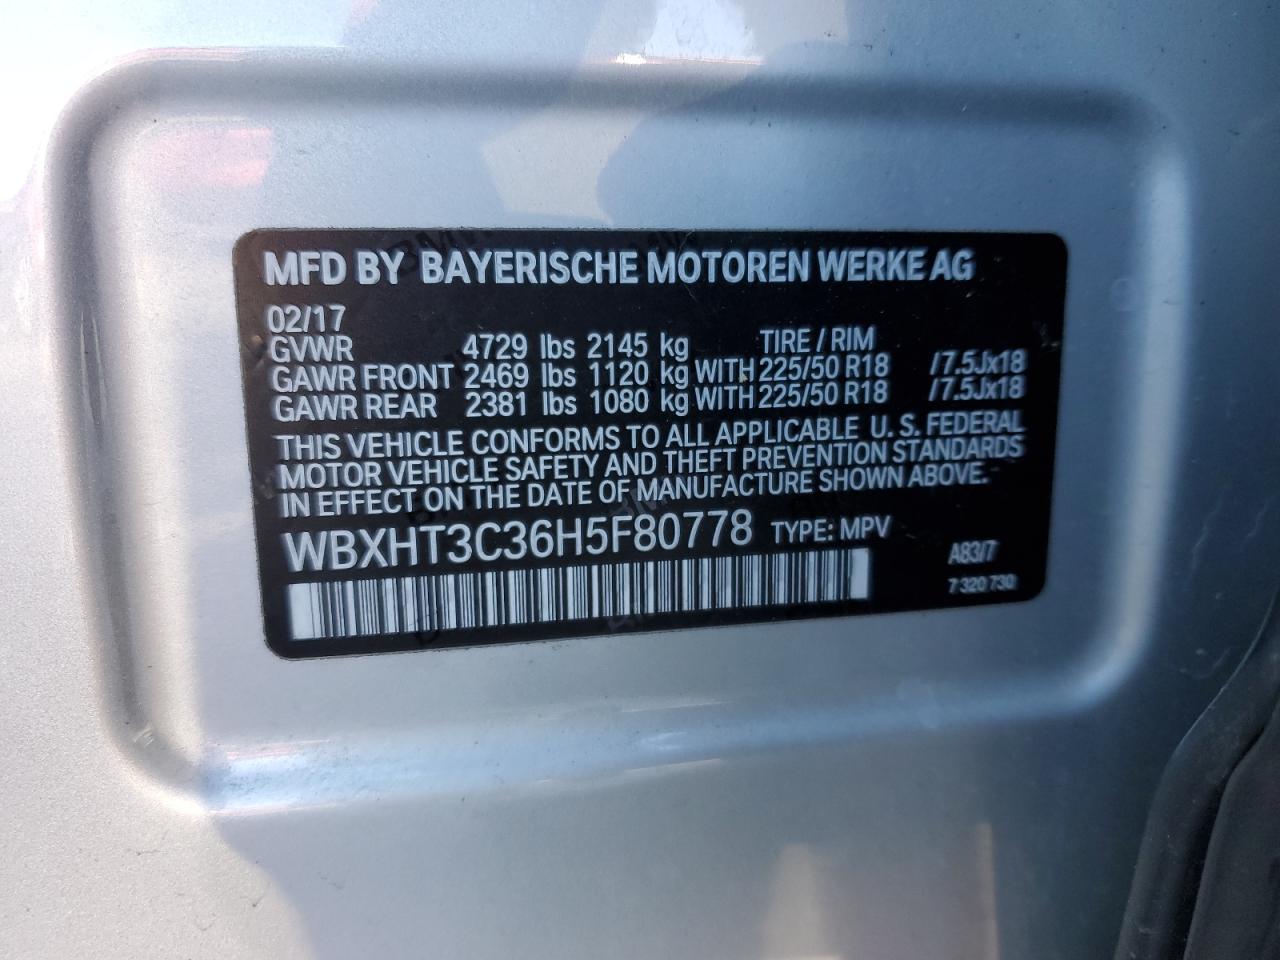 MFD BY BAYERISCHE MOTOREN WERKE AG
02/17
GVWR 4729 lbs 2145 kg TIRE / RIM
GAWR FRONT 2469 lbs 1120 kg WITH 225/50 R18 /7.5Jx18
GAWR REAR 2381 lbs 1080 kg WITH 225/50 R18 /7.5Jx18
THIS VEHICLE CONFORMS TO ALL APPLICABLE U. S. FEDERAL
MOTOR VEHICLE SAFETY AND THEFT PREVENTION STANDARDS
IN EFFECT ON THE DATE OF MANUFACTURE SHOWN ABOVE.
WBXHT3C36H5F80778 TYPE: MPV
A83/7
7 320 730